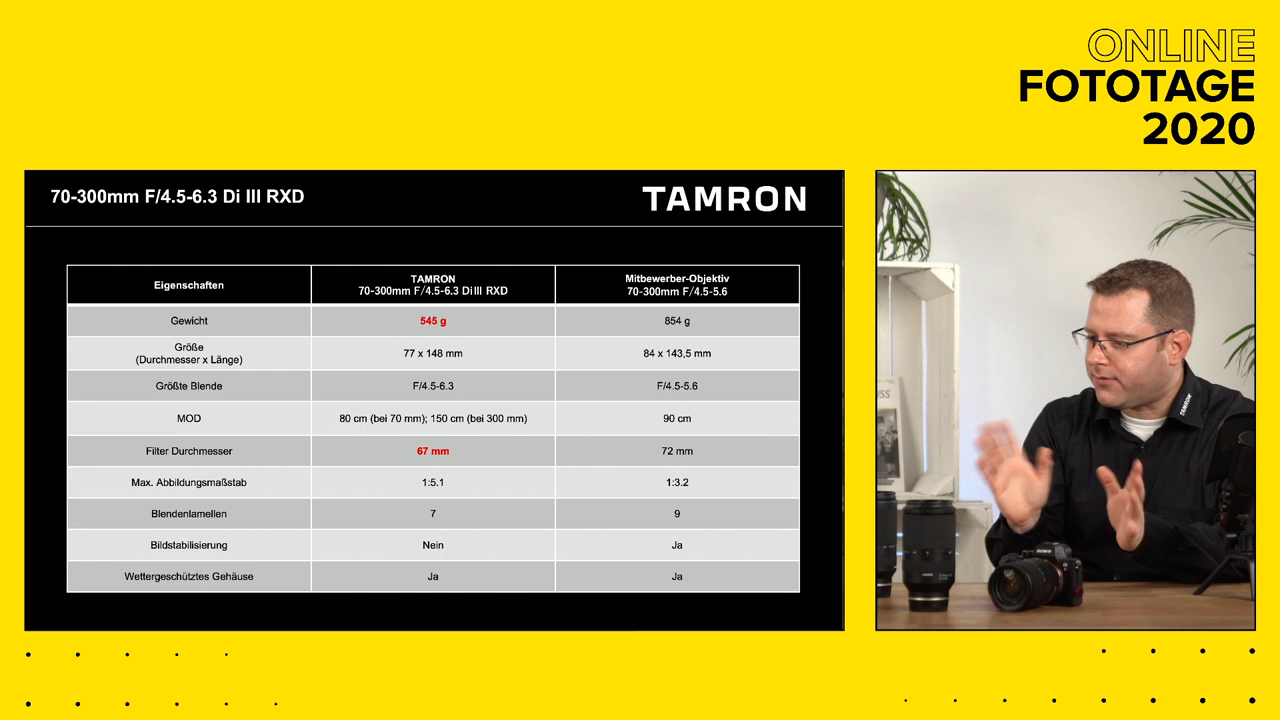 ONLINE
FOTOTAGE
2020
70-300mm F/4.5-6.3 Di III RXD
TAMRON
Eigenschaften
TAMRON
70-300mm F/4.5-6.3 DiIII RXD
Mitbewerber-Objektiv
70-300mm F/4.5-5.6
Gewicht
545 g
854 g
Größe
(Durchmesser x Länge)
77 x 148 mm
84 x 143,5 mm
Größte Blende
F/4.5-6.3
F/4.5-5.6
MOD
80 cm (bei 70 mm); 150 cm (bei 300 mm)
90 cm
Filter Durchmesser
67 mm
72 mm
Max. Abbildungsmaßstab
1:5.1
1:3.2
Blendenlamellen
7
9
Bildstabilisierung
Nein
Ja
Wettergeschütztes Gehäuse
Ja
Ja
TAMRON
SONY